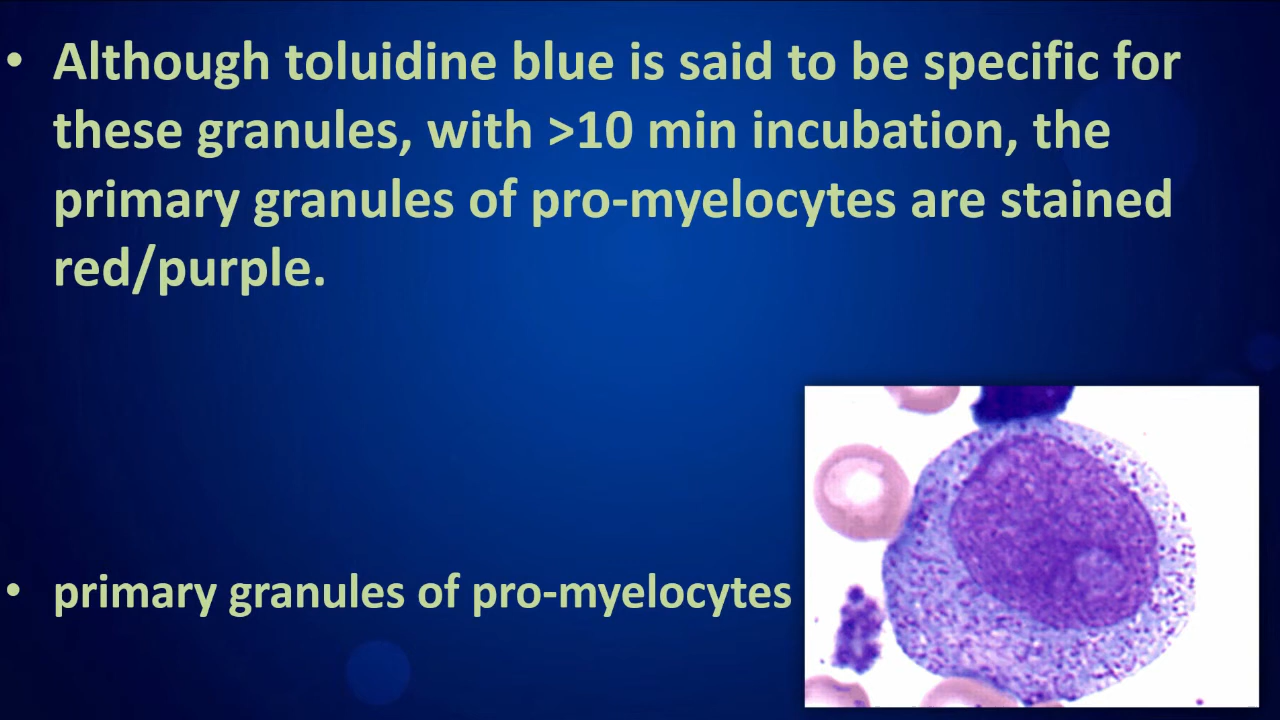 • Although toluidine blue is said to be specific for
these granules, with >10 min incubation, the
primary granules of pro-myelocytes are stained
red/purple.
• primary granules of pro-myelocytes